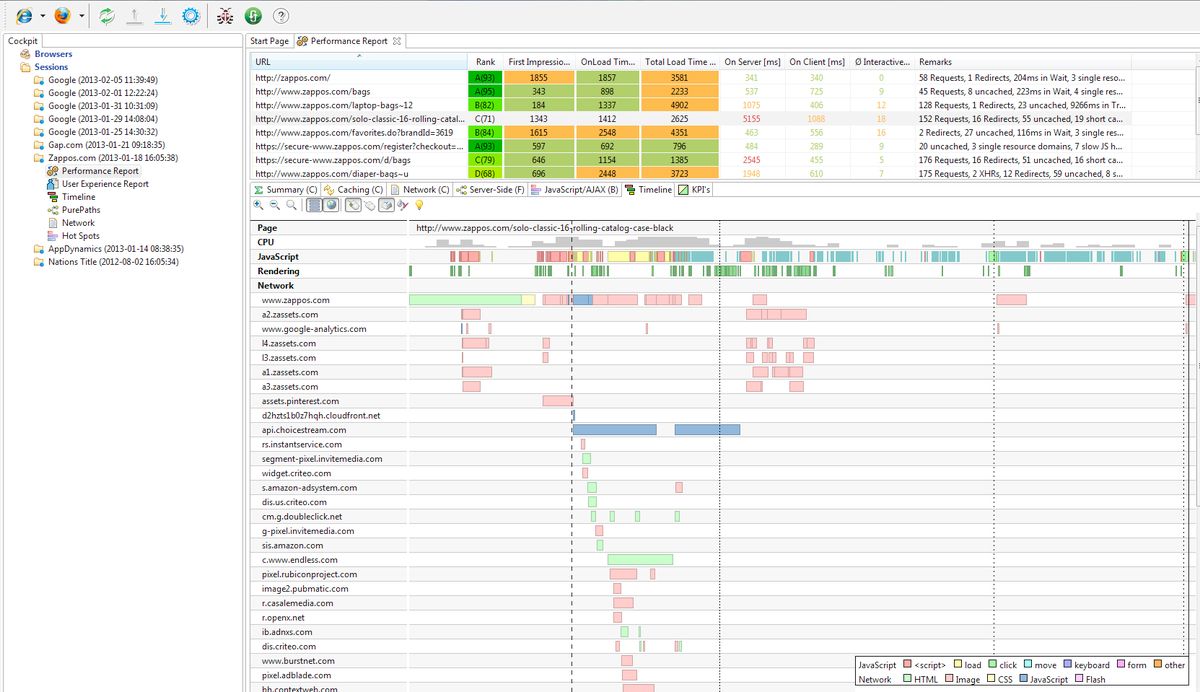 Cockpit
Browsers
Sessions
Google (2013-02-05 11:39:49)
Google (2013-02-01 12:22:24)
Google (2013-01-31 10:31:09)
Google (2013-01-29 14:08:04)
Google (2013-01-25 14:30:32)
Gap.com (2013-01-21 09:18:35)
Zappos.com (2013-01-18 16:05:38)
Performance Report
User Experience Report
Timeline
PurePaths
Network
Hot Spots
AppDynamics (2013-01-14 08:38:35)
Nations Title (2012-08-02 16:05:34)
Start Page Performance Report
URL Rank First Impressio... OnLoad Tim... Total Load Time ... On Server [ms] On Client [ms] Ø Interactive... Remarks
http://zappos.com/ A(93) 1855 1857 3581 341 340 0 58 Requests, 1 Redirects, 204ms in Wait, 3 single reso...
http://www.zappos.com/bags A(95) 343 898 2233 537 725 9 45 Requests, 8 uncached, 223ms in Wait, 3 single reso...
http://www.zappos.com/laptop-bags~12 B(82) 184 1337 4902 1075 406 12 128 Requests, 1 Redirects, 23 uncached, 9266ms in Tr...
http://www.zappos.com/solo-classic-16-rolling-catal... C(71) 1343 1412 2625 5155 1088 18 152 Requests, 16 Redirects, 55 uncached, 19 short ca...
http://www.zappos.com/favorites.do?brandId=3619 B(84) 1615 2548 4351 463 556 16 2 Redirects, 27 uncached, 116ms in Wait, 3 single res...
https://secure-www.zappos.com/register?checkout=... A(93) 597 692 796 484 289 9 20 uncached, 3 single resource domains, 7 slow JS h...
https://secure-www.zappos.com/d/bags C(79) 646 1154 1385 2545 455 5 176 Requests, 16 Redirects, 51 uncached, 16 short ca...
http://www.zappos.com/diaper-bags~u D(68) 696 2448 3723 1948 610 7 175 Requests, 2 XHRs, 12 Redirects, 59 uncached, 8 s...
Summary (C) Caching (C) Network (C) Server-Side (F) JavaScript/AJAX (B) Timeline KPI's
Page http://www.zappos.com/solo-classic-16-rolling-catalog-case-black
CPU
JavaScript
Rendering
Network
www.zappos.com
a2.zassets.com
www.google-analytics.com
l4.zassets.com
l3.zassets.com
a1.zassets.com
a3.zassets.com
assets.pinterest.com
d2hzts1b0z7hqh.cloudfront.net
api.choicestream.com
rs.instantservice.com
segment-pixel.invitemedia.com
widget.criteo.com
s.amazon-adsystem.com
dis.us.criteo.com
cm.g.doubleclick.net
g-pixel.invitemedia.com
sis.amazon.com
c.www.endless.com
pixel.rubiconproject.com
image2.pubmatic.com
r.casalemedia.com
r.openx.net
ib.adnxs.com
dis.criteo.com
www.burstnet.com
pixel.adblade.com
bh.contextweb.com
JavaScript <script> load click move keyboard form other
Network HTML Image CSS JavaScript Flash